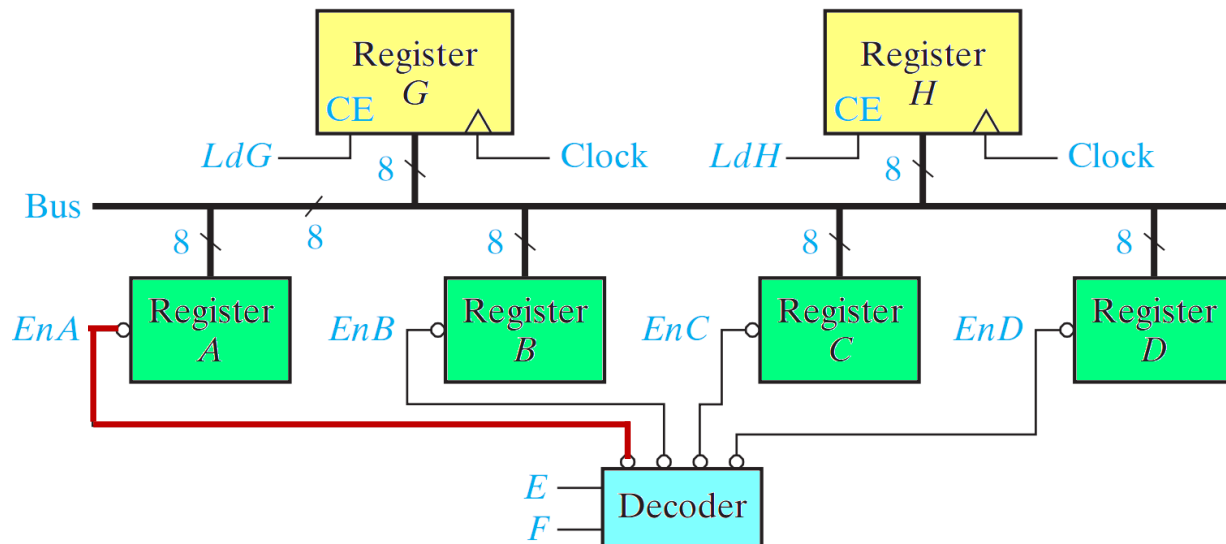 Register
G
CE
LdG
Clock
8
Register
H
CE
LdH
Clock
8
Bus
8
8
8
8
8
EnA
Register
A
EnB
Register
B
EnC
Register
C
EnD
Register
D
E
F
Decoder